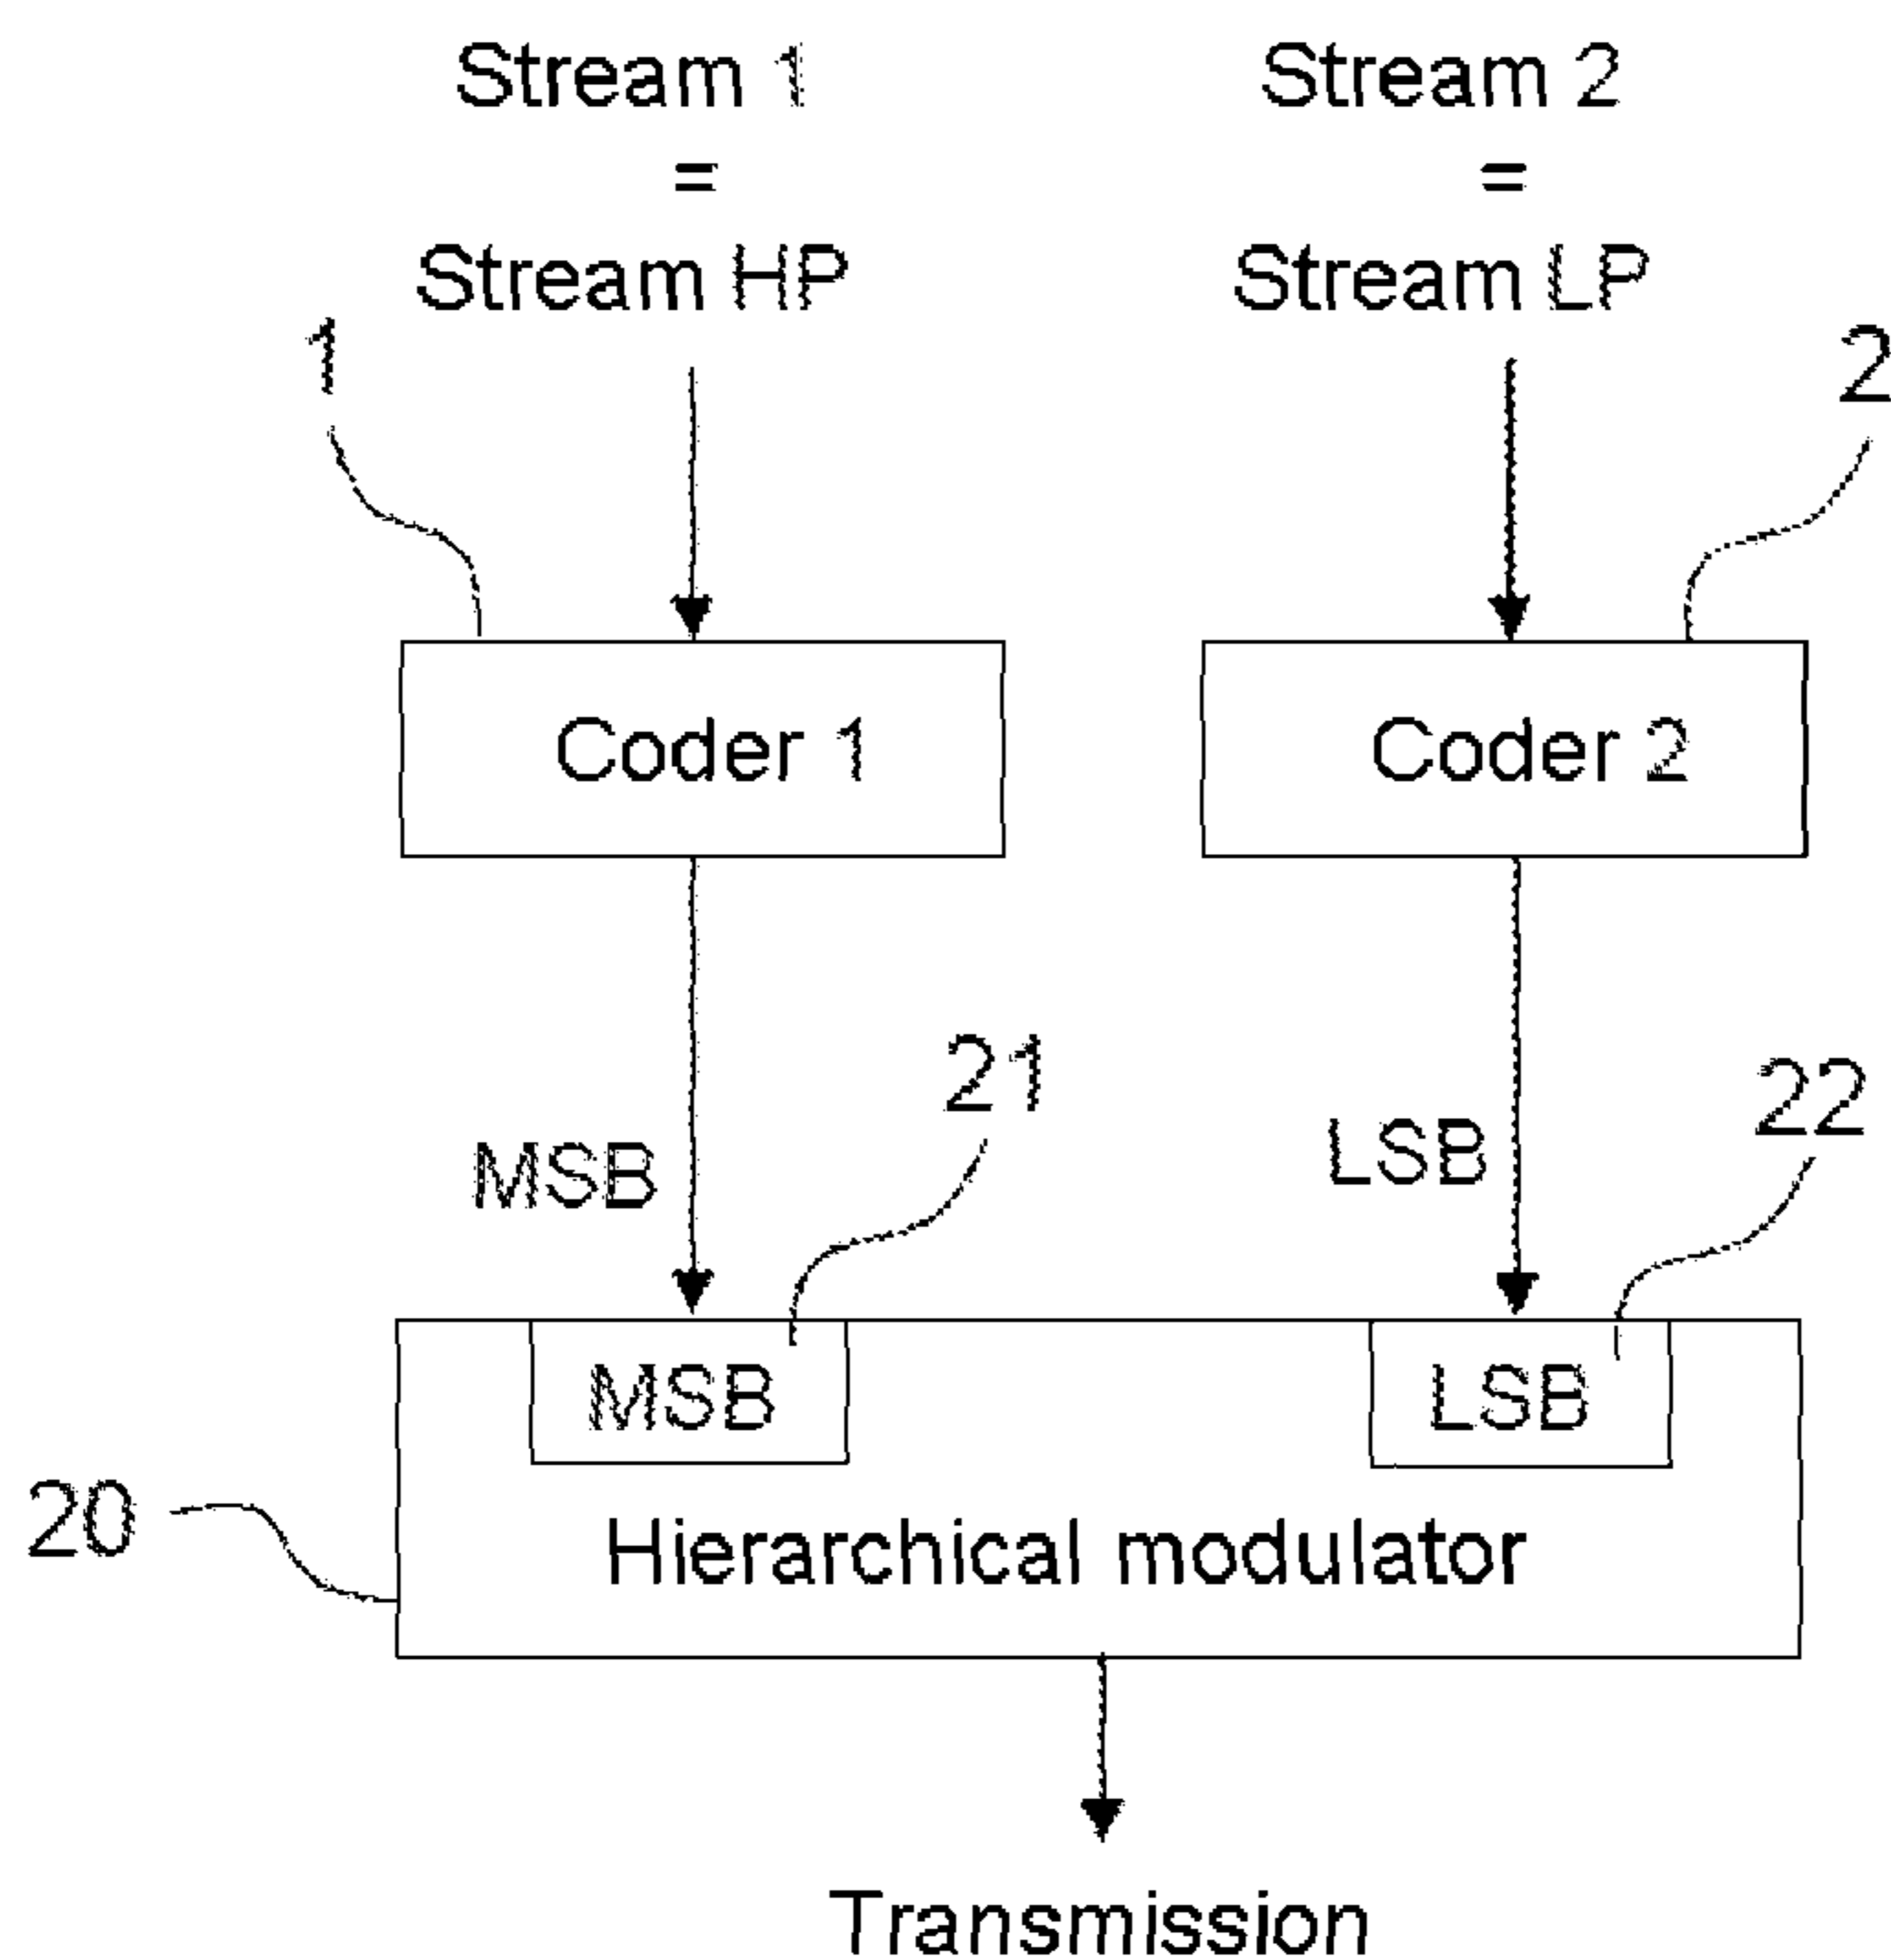 Stream 1
=
Stream HP
Stream 2
=
Stream LP
1
2
Coder 1
Coder 2
21
22
MSB
LSB
MSB
LSB
20
Hierarchical modulator
Transmission